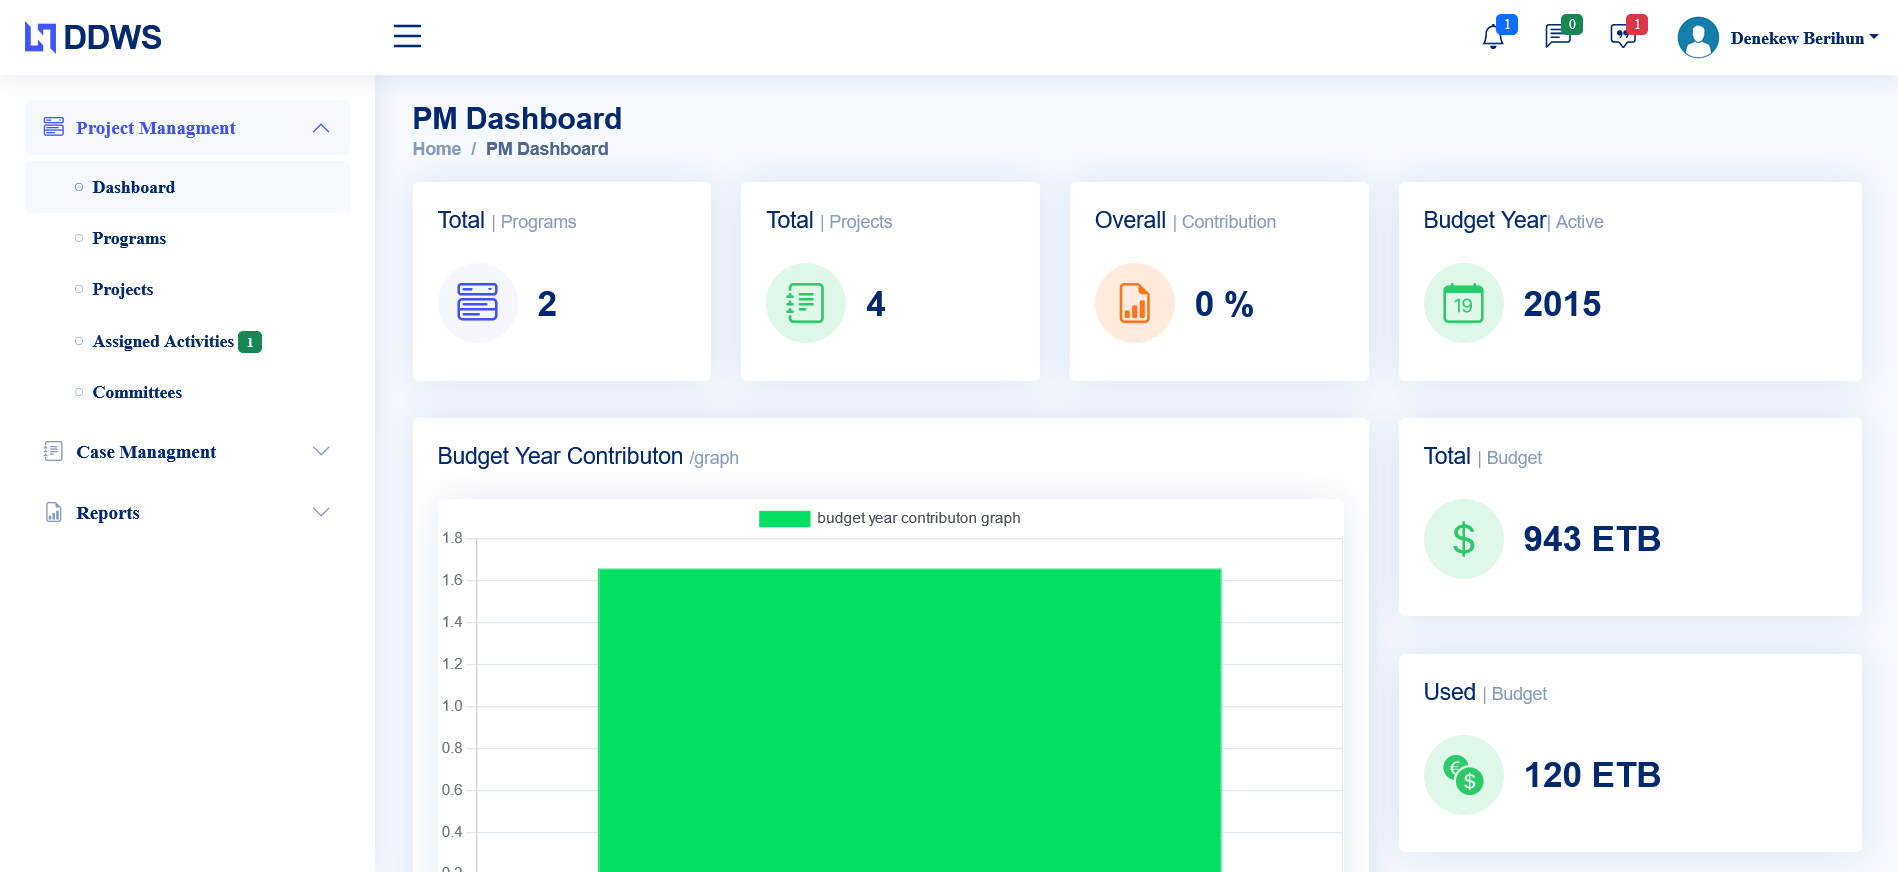 DDWS
1
0
1
Denekew Berihun
Project Managment
Dashboard
Programs
Projects
Assigned Activities 1
Committees
Case Managment
Reports
PM Dashboard
Home / PM Dashboard
Total | Programs
2
Total | Projects
4
Overall | Contribution
0 %
Budget Year| Active
19
2015
Budget Year Contributon /graph
budget year contributon graph
1.8
1.6
1.4
1.2
1.0
0.8
0.6
0.4
0.2
Total | Budget
$
943 ETB
Used | Budget
€
$
120 ETB